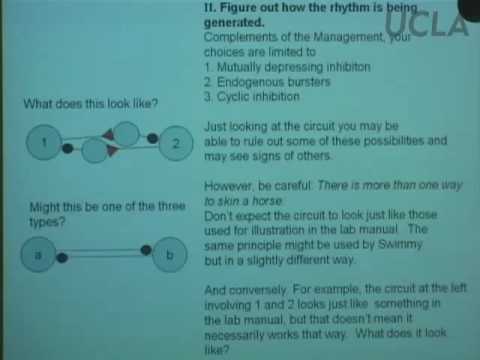 UCLA
II. Figure out how the rhythm is being
generated.
Complements of the Management, your
choices are limited to
1. Mutually depressing inhibiton
2. Endogenous bursters
3. Cyclic inhibition
What does this look like?
1
2
Just looking at the circuit you may be
able to rule out some of these possibilities and
may see signs of others.
However, be careful: There is more than one way
to skin a horse.
Might this be one of the three
types?
a
b
Don't expect the circuit to look just like those
used for illustration in the lab manual. The
same principle might be used by Swimmy
but in a slightly different way.
And conversely. For example, the circuit at the left
involving 1 and 2 looks just like something in
the lab manual, but that doesn't mean it
necessarily works that way. What does it look
like?